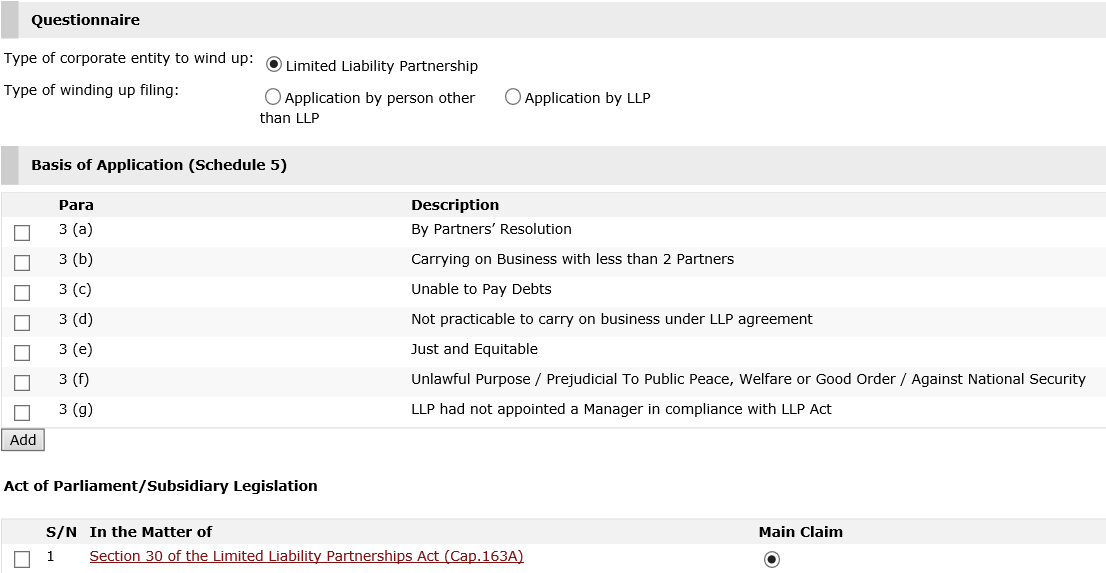 Questionnaire
Type of corporate entity to wind up: Limited Liability Partnership
Type of winding up filing: Application by person other than LLP Application by LLP
Basis of Application (Schedule 5)
Para Description
3 (a) By Partners’ Resolution
3 (b) Carrying on Business with less than 2 Partners
3 (c) Unable to Pay Debts
3 (d) Not practicable to carry on business under LLP agreement
3 (e) Just and Equitable
3 (f) Unlawful Purpose / Prejudicial To Public Peace, Welfare or Good Order / Against National Security
3 (g) LLP had not appointed a Manager in compliance with LLP Act
Add
Act of Parliament/Subsidiary Legislation
S/N In the Matter of Main Claim
1 Section 30 of the Limited Liability Partnerships Act (Cap.163A)